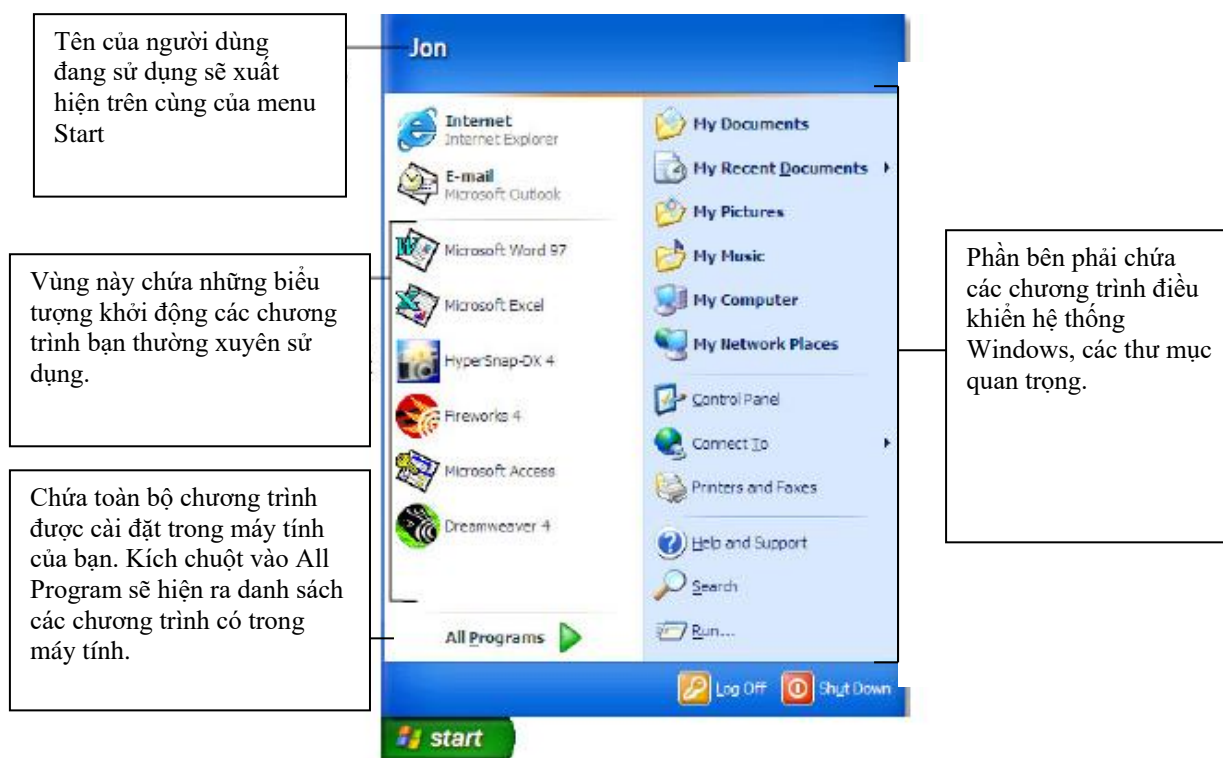 Tên của người dùng
đang sử dụng sẽ xuất
hiện trên cùng của menu
Start
Vùng này chứa những biểu
tượng khởi động các chương
trình bạn thường xuyên sử
dụng.
Chứa toàn bộ chương trình
được cài đặt trong máy tính
của bạn. Kích chuột vào All
Program sẽ hiện ra danh sách
các chương trình có trong
máy tính.
Jon
Internet
Internet Explorer
E-mail
Microsoft Outlook
Microsoft Word 97
Microsoft Excel
HyperSnap-DX 4
Fireworks 4
Microsoft Access
Dreamweaver 4
All Programs
My Documents
My Recent Documents
My Pictures
My Music
My Computer
My Network Places
Control Panel
Connect To
Printers and Faxes
Help and Support
Search
Run...
Log Off Shut Down
start
Phần bên phải chứa
các chương trình điều
khiển hệ thống
Windows, các thư mục
quan trọng.